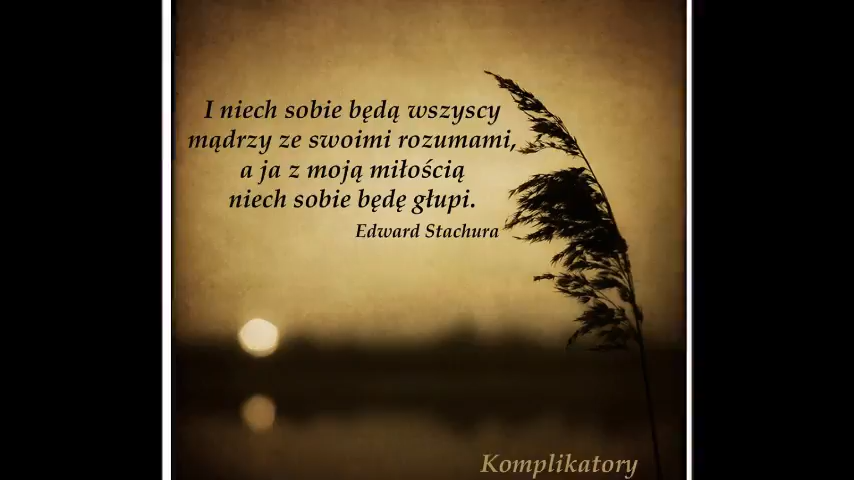 I niech sobie będą wszyscy
mądrzy ze swoimi rozumami,
a ja z moją miłością
niech sobie będę głupi.
Edward Stachura
Komplikatory